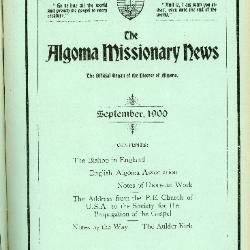 "Go ye into all the world
and preach the gospel to every
creature."
"And lo, I am with you al-
way, even unto the end of the
world."
The
Algoma Missionary News
The Official Organ of the Diocese of Algoma.
September, 1900
CONTENTS:
The Bishop in England
English Algoma Association
Notes of Diocesan Work
The Address from the P.E. Church of
U.S.A. to the Society for the
Propagation of the Gospel
Notes by the Way The Auldet Kirk